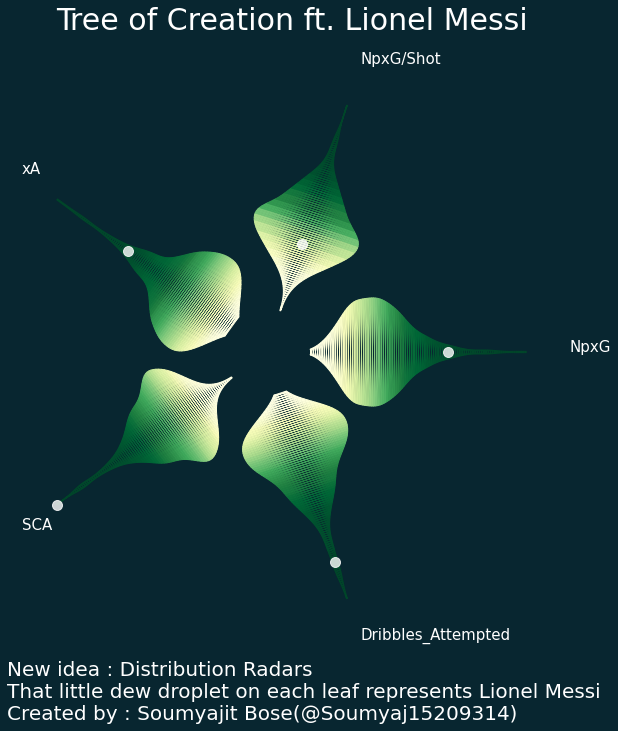 Tree of Creation ft. Lionel Messi
NpxG/Shot
xA
NpxG
SCA
Dribbles_Attempted
New idea : Distribution Radars
That little dew droplet on each leaf represents Lionel Messi
Created by : Soumyajit Bose(@Soumyaj15209314)